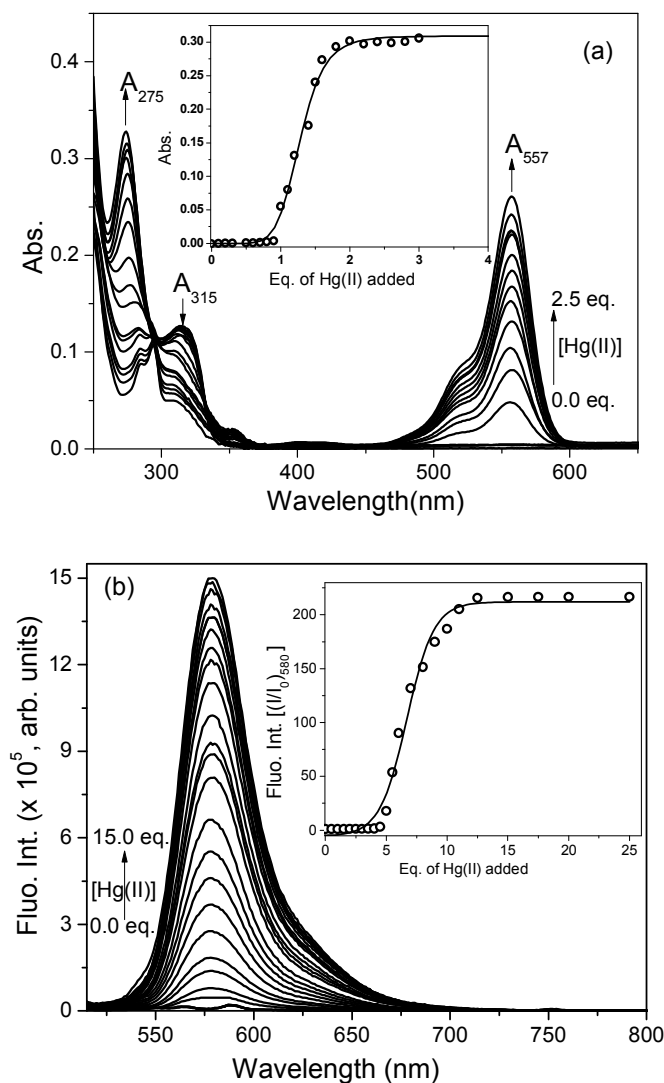 (a)
A275
A315
A557
2.5 eq.
[Hg(II)]
0.0 eq.
Abs.
0.4
0.3
0.2
0.1
0.0
300 400 500 600
Wavelength(nm)
Abs.
0.30
0.25
0.20
0.15
0.10
0.05
0.00
0 1 2 3 4
Eq. of Hg(II) added
(b)
Fluo. Int. (x 10⁵, arb. units)
15
12
9
6
3
0
15.0 eq.
[Hg(II)]
0.0 eq.
550 600 650 700 750 800
Wavelength (nm)
Fluo. Int. [(I/I₀)₅₈₀]
200
150
100
50
0
0 5 10 15 20 25
Eq. of Hg(II) added